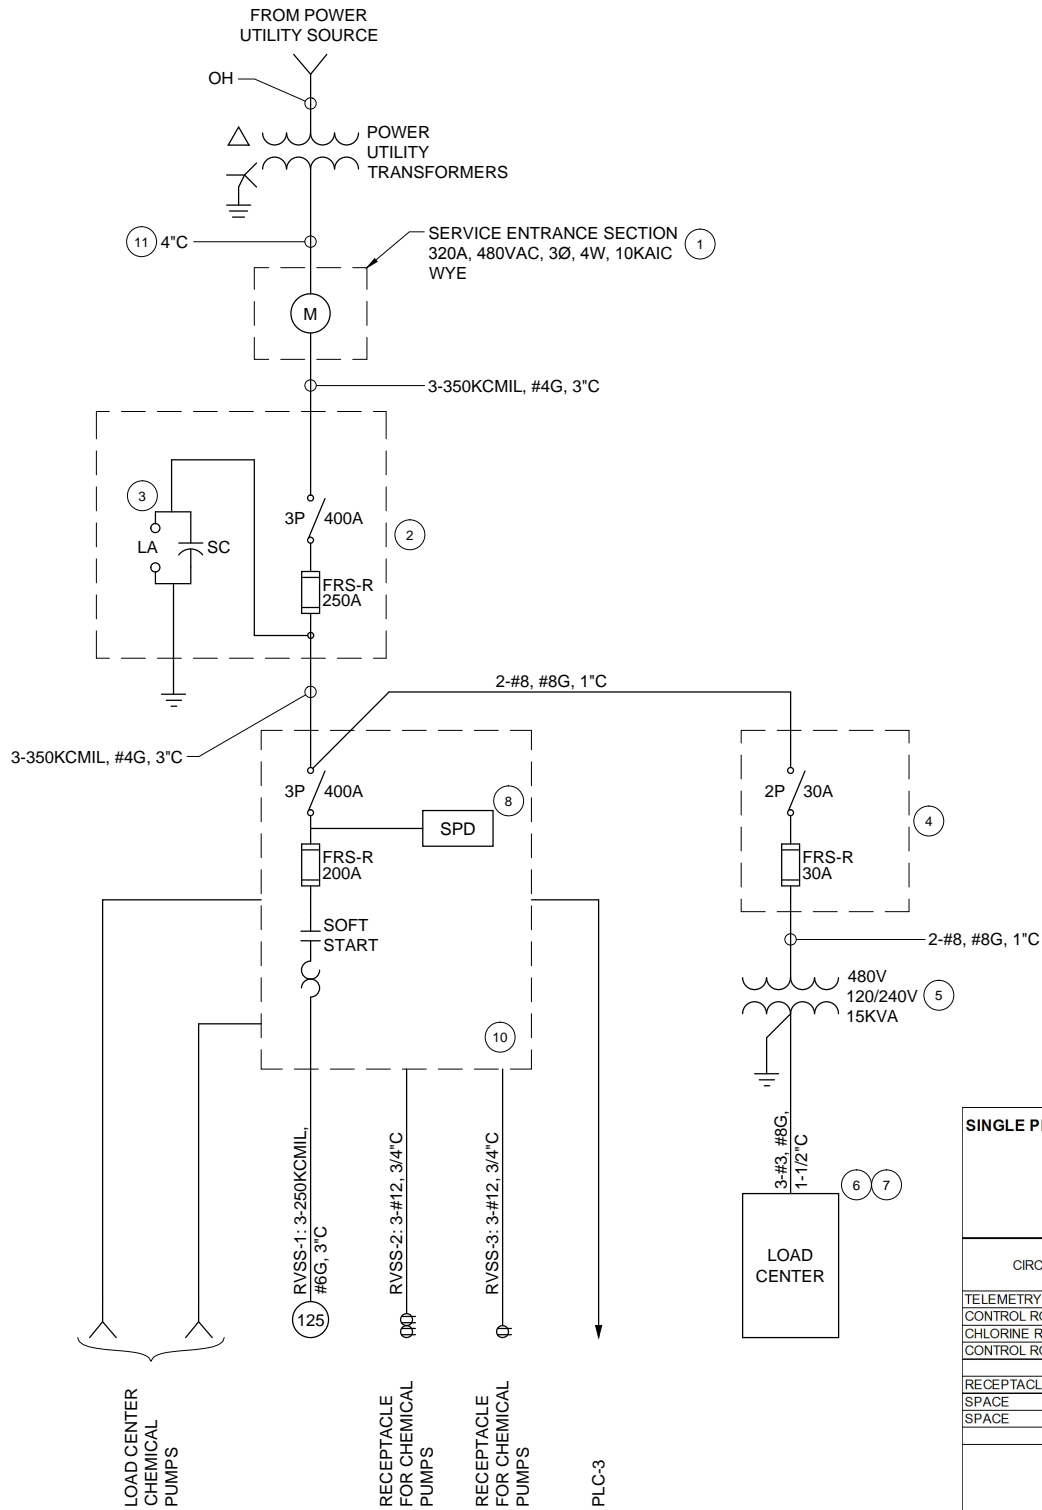 FROM POWER
UTILITY SOURCE
OH
POWER
UTILITY
TRANSFORMERS
11
4"C
SERVICE ENTRANCE SECTION
320A, 480VAC, 3Ø, 4W, 10KAIC
WYE
1
M
3-350KCMIL, #4G, 3"C
3
LA
SC
3P
400A
2
FRS-R
250A
2-#8, #8G, 1"C
3-350KCMIL, #4G, 3"C
3P
400A
8
SPD
FRS-R
200A
SOFT
START
10
2P
30A
4
FRS-R
30A
2-#8, #8G, 1"C
480V
120/240V
15KVA
5
3-#3, #8G,
1-1/2"C
6
7
LOAD
CENTER
RVSS-1: 3-250KCMIL,
#6G, 3"C
RVSS-2: 3-#12, 3/4"C
RVSS-3: 3-#12, 3/4"C
125
LOAD CENTER
CHEMICAL
PUMPS
RECEPTACLE
FOR CHEMICAL
PUMPS
RECEPTACLE
FOR CHEMICAL
PUMPS
PLC-3
SINGLE
CIRC
TELEMETRY
CONTROL
CHLORINE
CONTROL
SPACE
SPACE